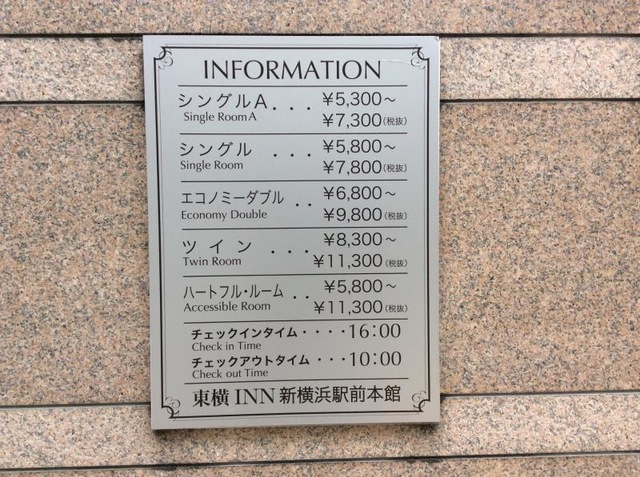 INFORMATION
シングルA... ¥5,300～
Single Room A ¥7,300(税抜)
シングル ... ¥5,800～
Single Room ¥7,800(税抜)
エコノミーダブル .. ¥6,800～
Economy Double ¥9,800(税抜)
ツイン ... ¥8,300～
Twin Room ¥11,300(税抜)
ハートフル・ルーム .. ¥5,800～
Accessible Room ¥11,300(税抜)
チェックインタイム・・・・16:00
Check in Time
チェックアウトタイム・・・10:00
Check out Time
東横 INN 新横浜駅前本館